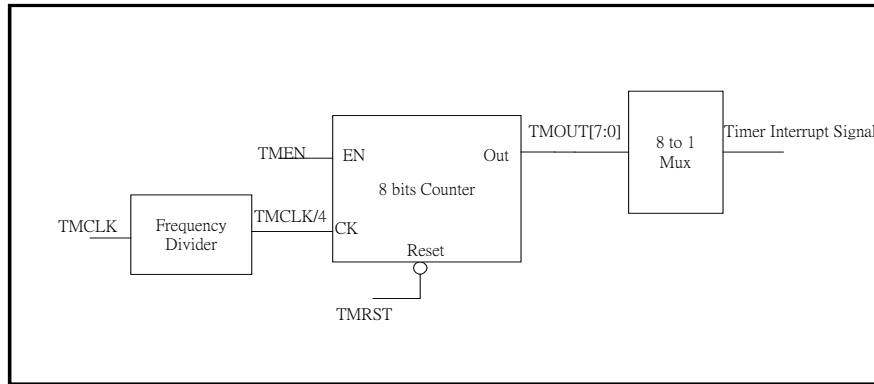 TMOUT[7:0]
Timer Interrupt Signal
8 to 1
Mux
TMEN
EN
Out
8 bits Counter
TMCLK
Frequency
Divider
TMCLK/4
CK
Reset
TMRST